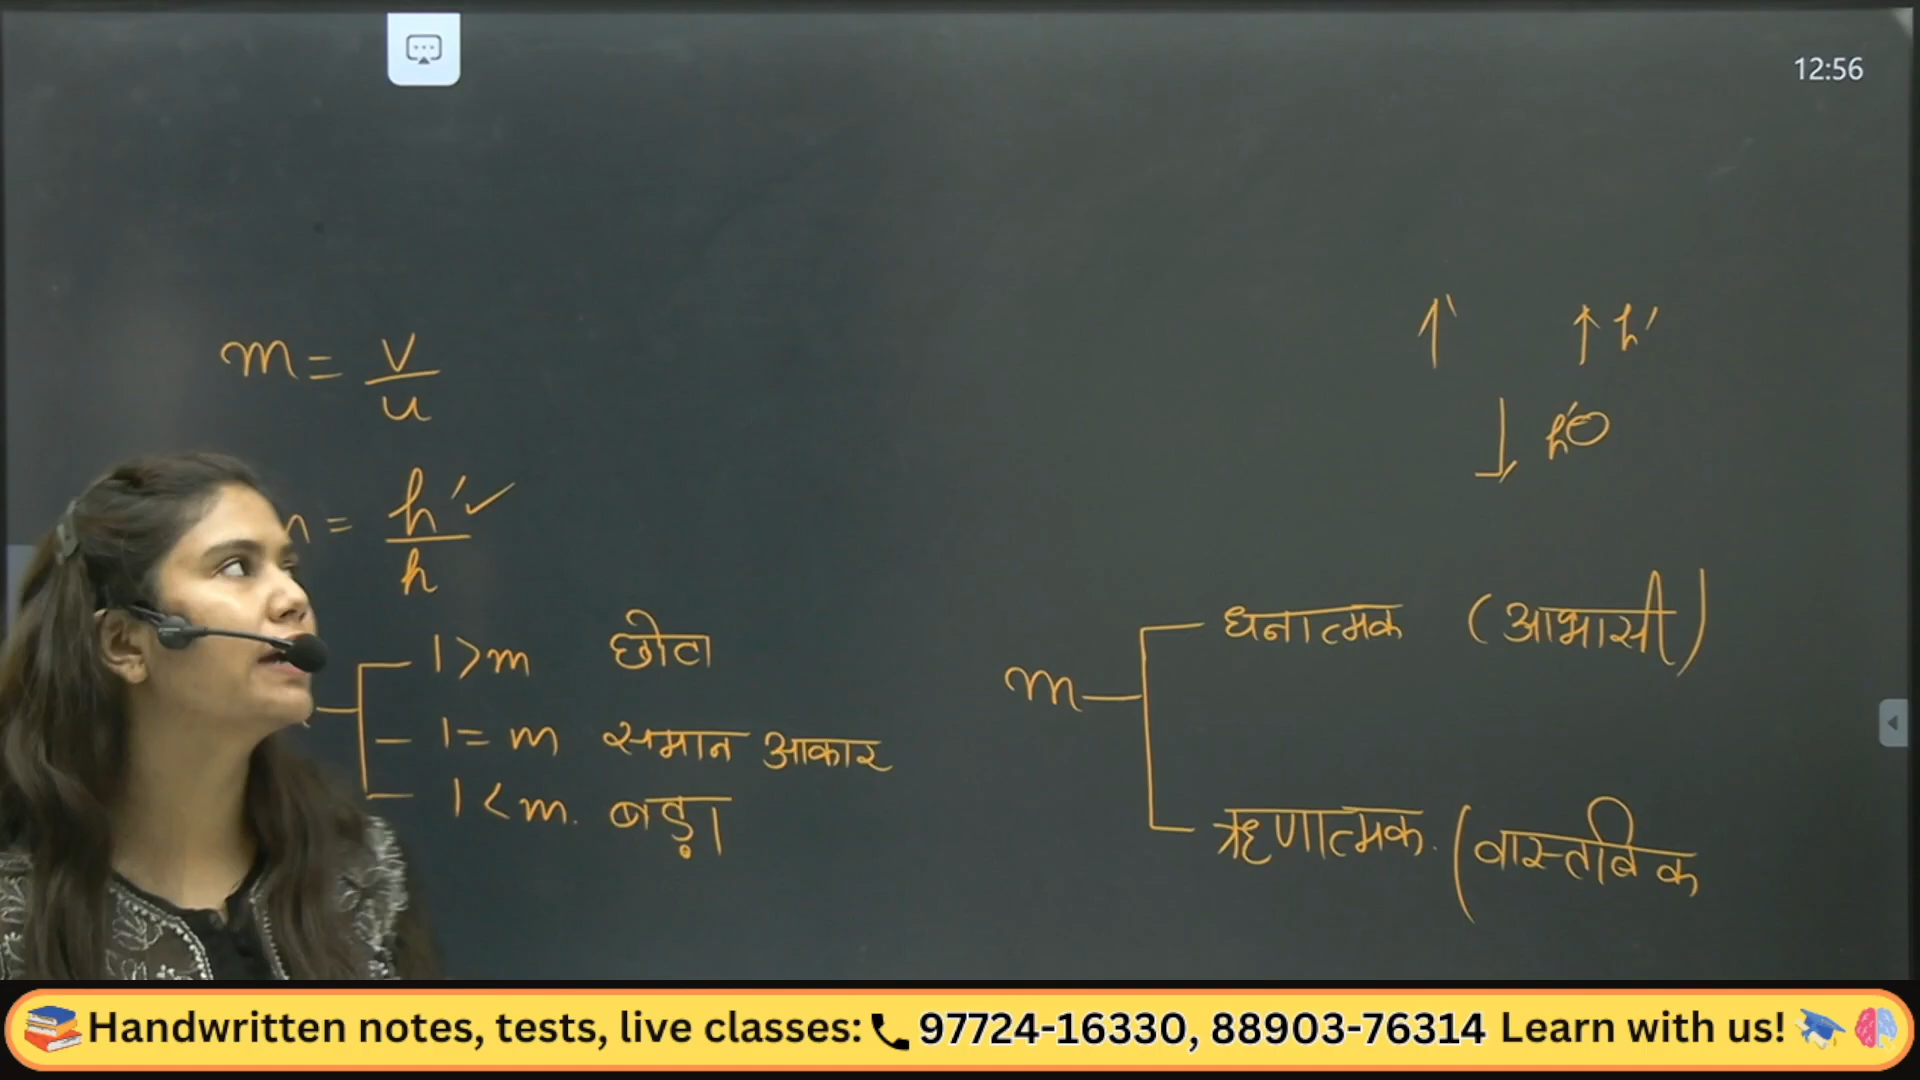 12:56
m = v/u
↑ ↑ h′
h′⊖
m = h′/h ✓
1 > m छोटा
1 = m समान आकार
1 < m. बड़ा
m
धनात्मक (आभासी)
ऋणात्मक. (वास्तविक
Handwritten notes, tests, live classes: 97724-16330, 88903-76314 Learn with us!